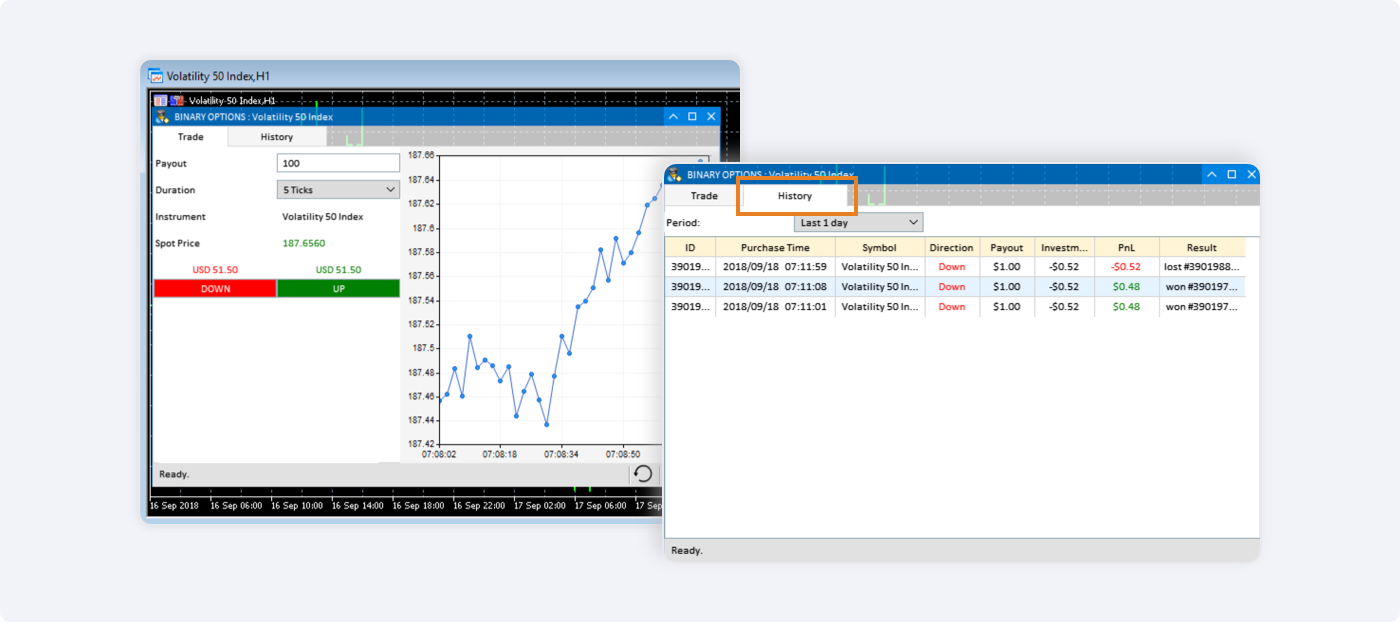 Volatility 50 Index,H1
Volatility 50 Index,H1
BINARY OPTIONS : Volatility 50 Index
Trade History
Payout 100
Duration 5 Ticks
Instrument Volatility 50 Index
Spot Price 187.6560
USD 51.50 USD 51.50
DOWN UP
187.66
187.64
187.62
187.6
187.58
187.56
187.54
187.52
187.5
187.48
187.46
187.44
187.42
07:08:02 07:08:18 07:08:34 07:08:50
Ready.
16 Sep 2018 16 Sep 06:00 16 Sep 10:00 16 Sep 14:00 16 Sep 18:00 16 Sep 22:00 17 Sep 02:00 17 Sep 06:00 17 Sep
BINARY OPTIONS : Volatility 50 Index
Trade History
Period: Last 1 day
ID Purchase Time Symbol Direction Payout Investm... PnL Result
39019... 2018/09/18 07:11:59 Volatility 50 In... Down $1.00 -$0.52 -$0.52 lost #3901988...
39019... 2018/09/18 07:11:08 Volatility 50 In... Down $1.00 -$0.52 $0.48 won #390197...
39019... 2018/09/18 07:11:01 Volatility 50 In... Down $1.00 -$0.52 $0.48 won #390197...
Ready.